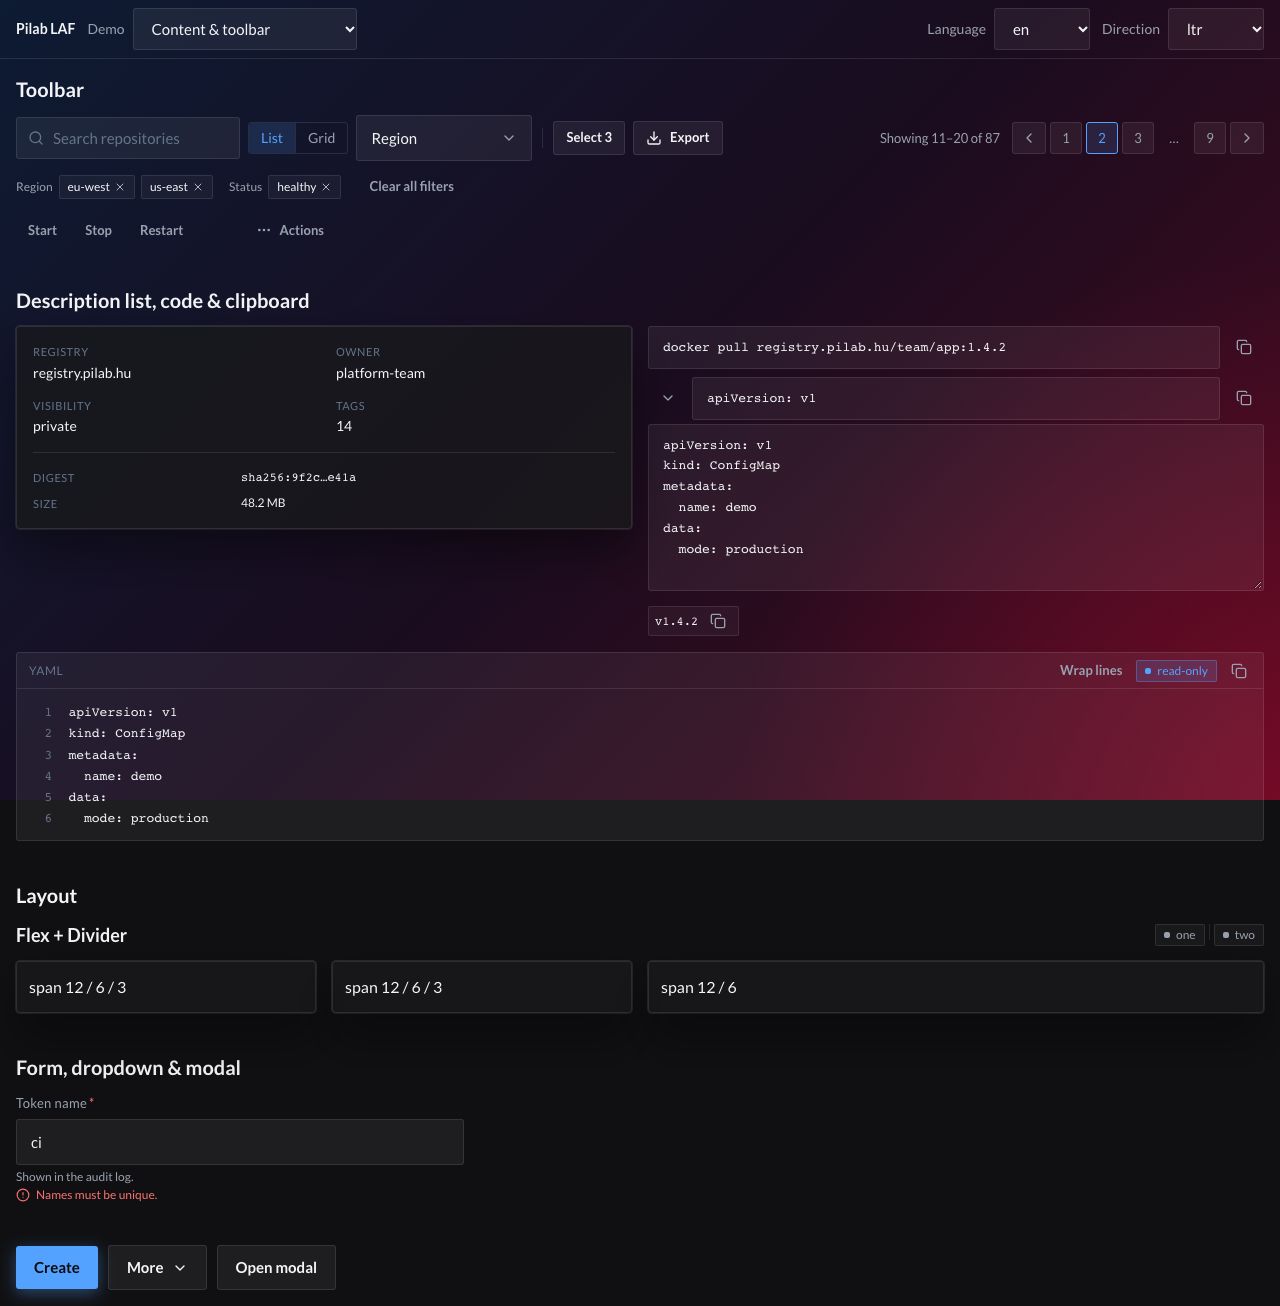 Pilab LAF Demo Content & toolbar Language en Direction ltr
Toolbar
Search repositories List Grid Region Select 3 Export Showing 11–20 of 87 1 2 3 ... 9
Region eu-west us-east Status healthy Clear all filters
Start Stop Restart ··· Actions
Description list, code & clipboard
REGISTRY OWNER
registry.pilab.hu platform-team
VISIBILITY TAGS
private 14
DIGEST sha256:9f2c…e41a
SIZE 48.2 MB
docker pull registry.pilab.hu/team/app:1.4.2
apiVersion: v1
apiVersion: v1
kind: ConfigMap
metadata:
  name: demo
data:
  mode: production
v1.4.2
YAML Wrap lines read-only
1 apiVersion: v1
2 kind: ConfigMap
3 metadata:
4   name: demo
5 data:
6   mode: production
Layout
Flex + Divider one two
span 12 / 6 / 3 span 12 / 6 / 3 span 12 / 6
Form, dropdown & modal
Token name*
ci
Shown in the audit log.
Names must be unique.
Create More Open modal